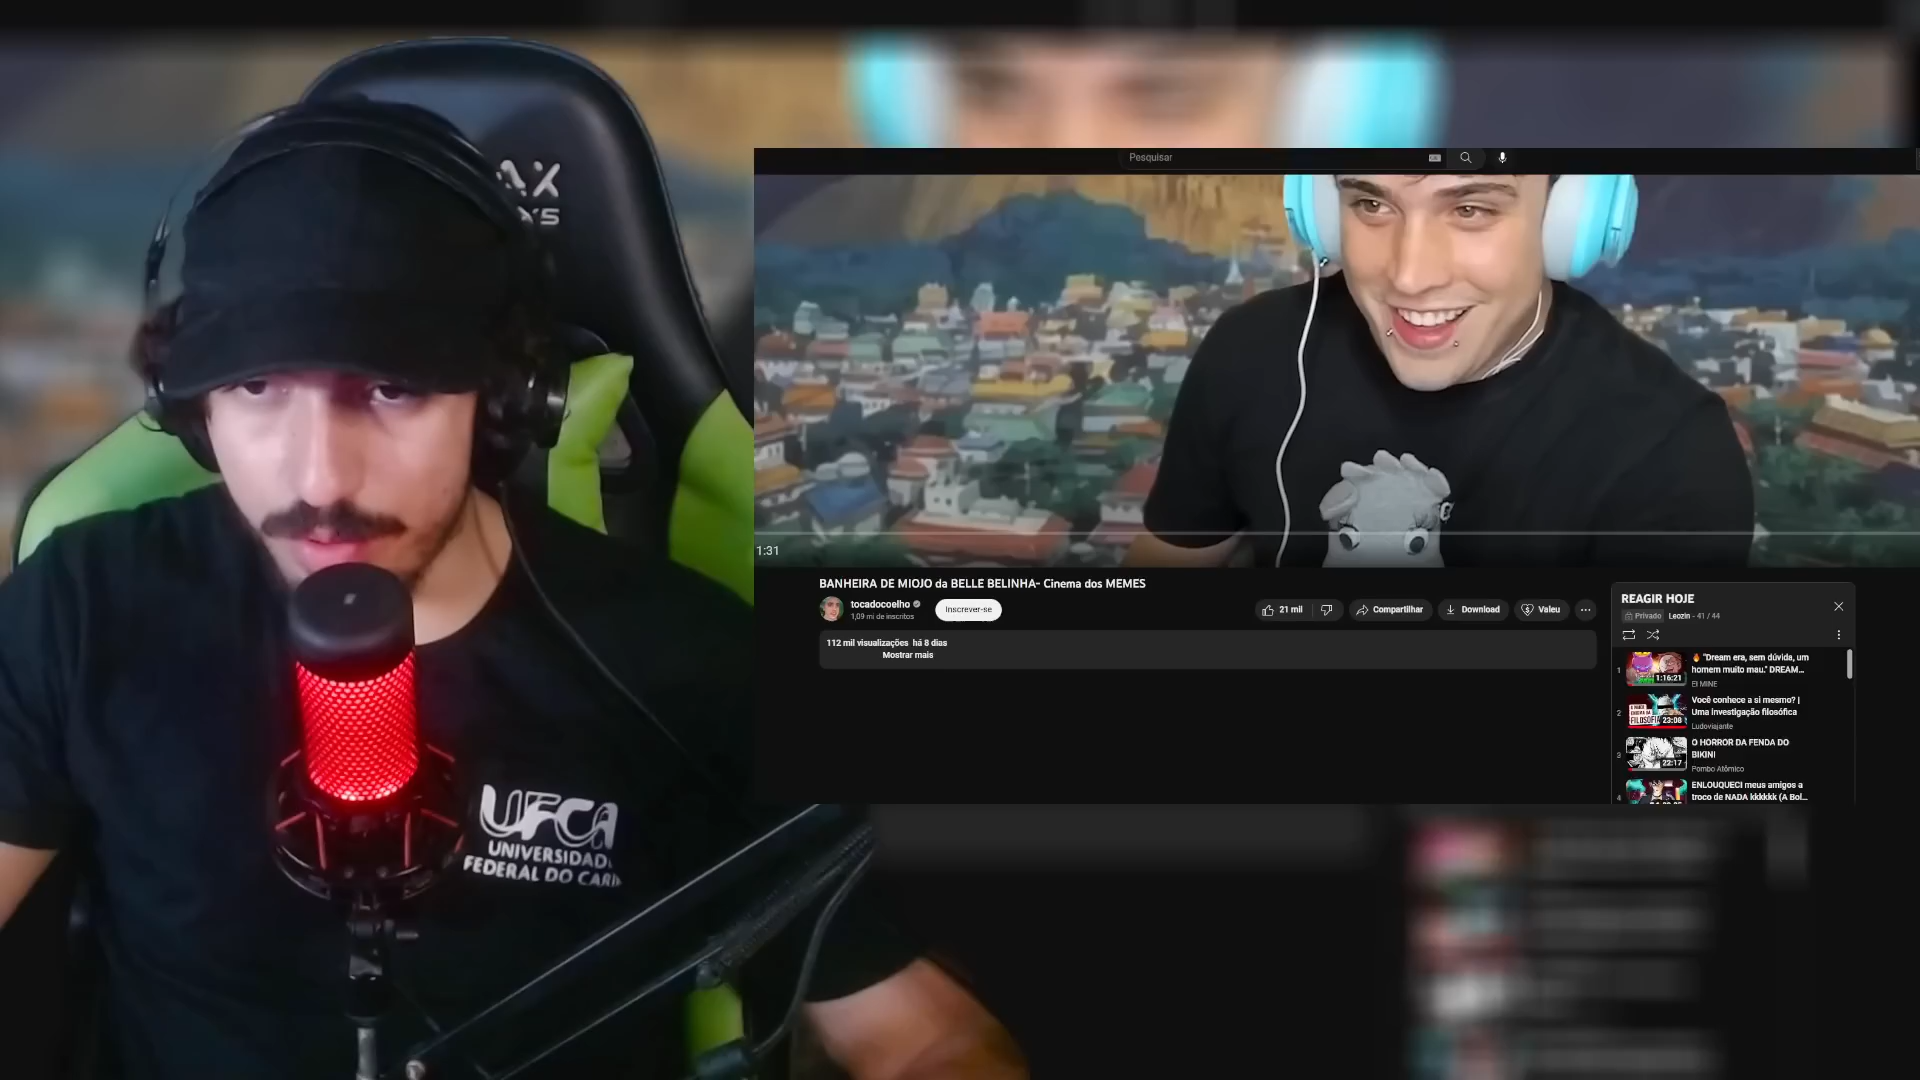 Pesquisar
1:31
BANHEIRA DE MIOJO da BELLE BELINHA- Cinema dos MEMES
tocadocoelho
1,09 mi de inscritos
Inscrever-se
21 mil
Compartilhar
Download
Valeu
112 mil visualizações há 8 dias
Mostrar mais
REAGIR HOJE
Privado Leozin - 41 / 44
1
1:16:21
"Dream era, sem dúvida, um
homem muito mau." DREAM...
EI MINE
2
23:08
Você conhece a si mesmo? |
Uma investigação filosófica
Ludoviajante
3
22:17
O HORROR DA FENDA DO
BIKINI
Pombo Atômico
4
ENLOUQUECI meus amigos a
troco de NADA kkkkkk (A Bol...
UFCA
UNIVERSIDAD
FEDERAL DO CARI